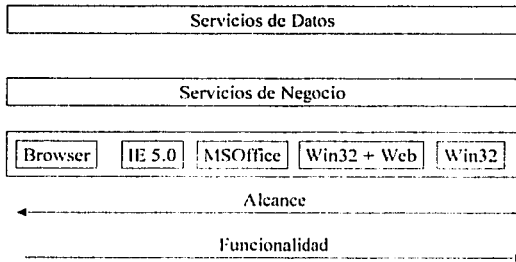 Servicios de Datos
Servicios de Negocio
Browser IE 5.0 MSOffice Win32 + Web Win32
Alcance
Funcionalidad